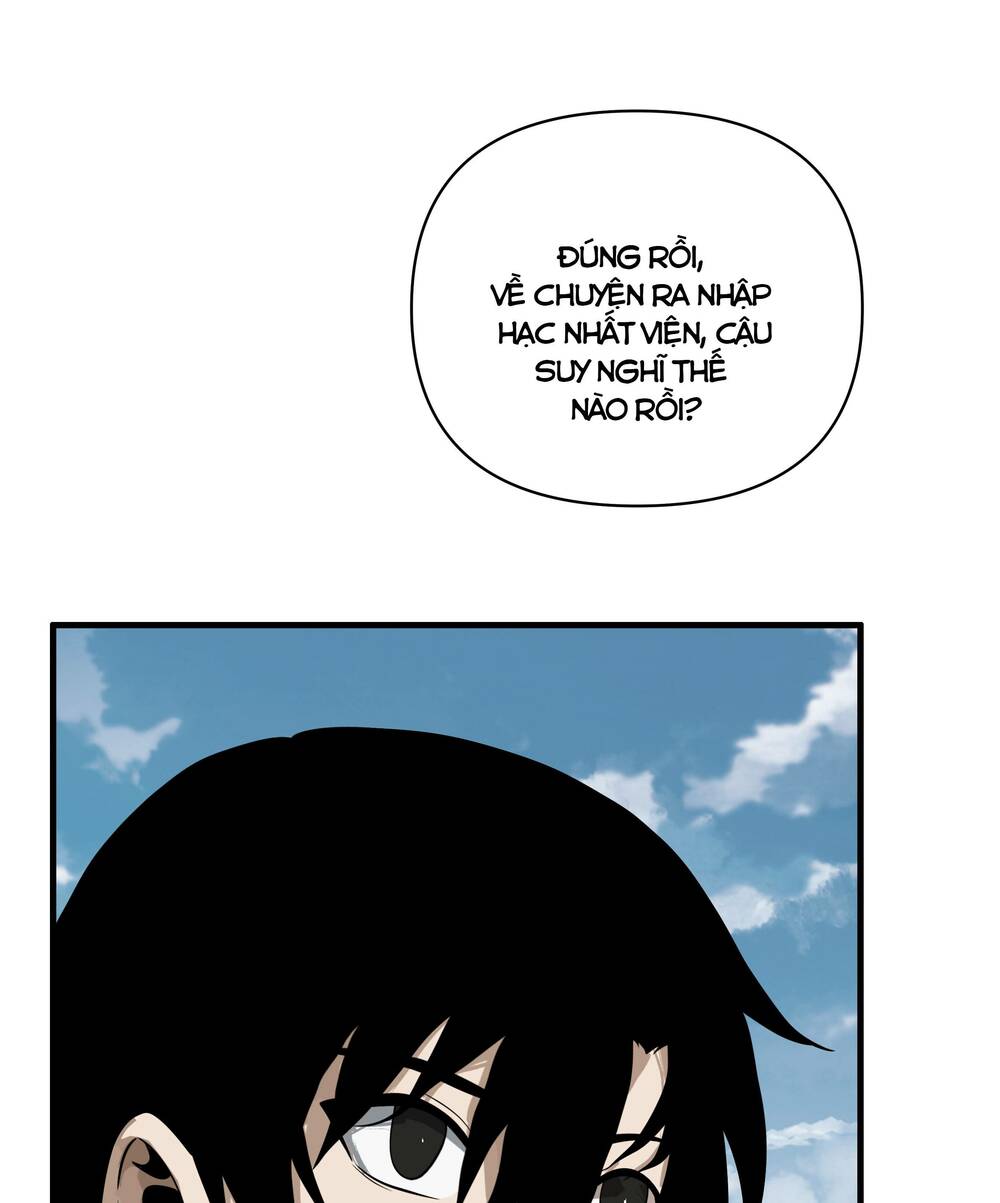 ĐÚNG RỒI,
VỀ CHUYỆN RA NHẬP
HẠC NHẤT VIỆN, CẬU
SUY NGHĨ THẾ
NÀO RỒI?